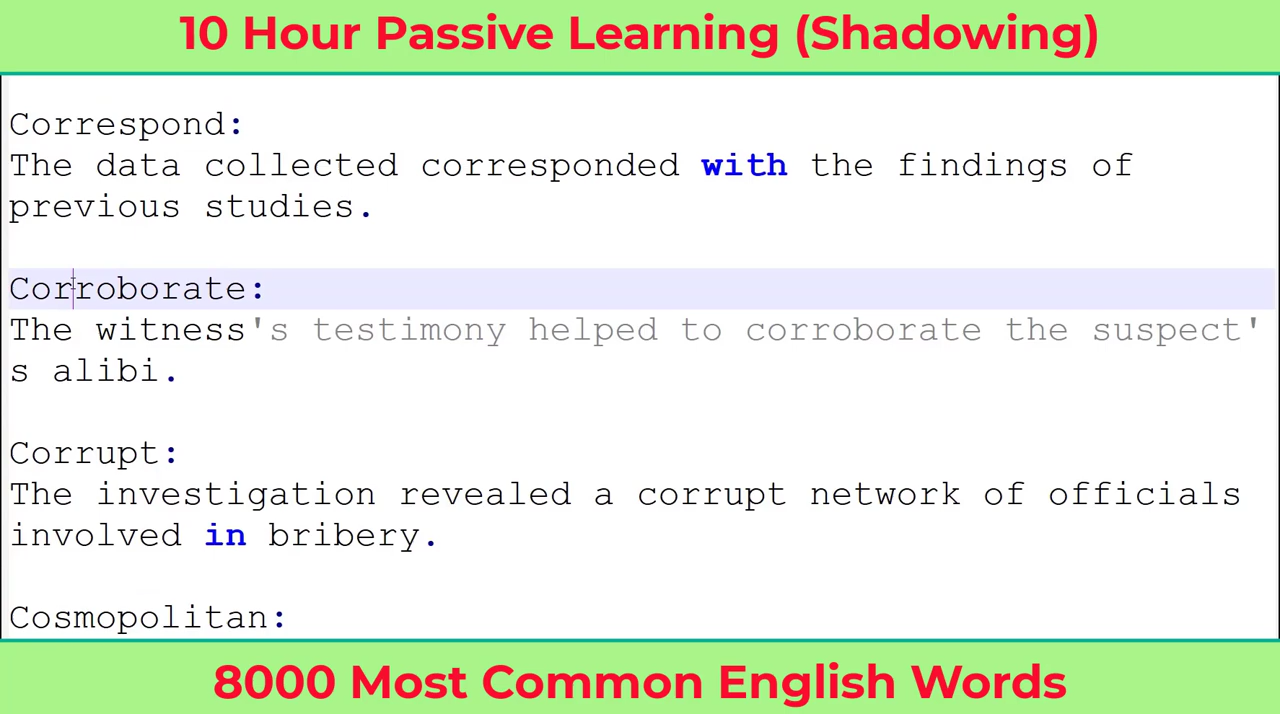 10 Hour Passive Learning (Shadowing)
Correspond:
The data collected corresponded with the findings of
previous studies.
Corroborate:
The witness's testimony helped to corroborate the suspect'
s alibi.
Corrupt:
The investigation revealed a corrupt network of officials
involved in bribery.
Cosmopolitan:
8000 Most Common English Words